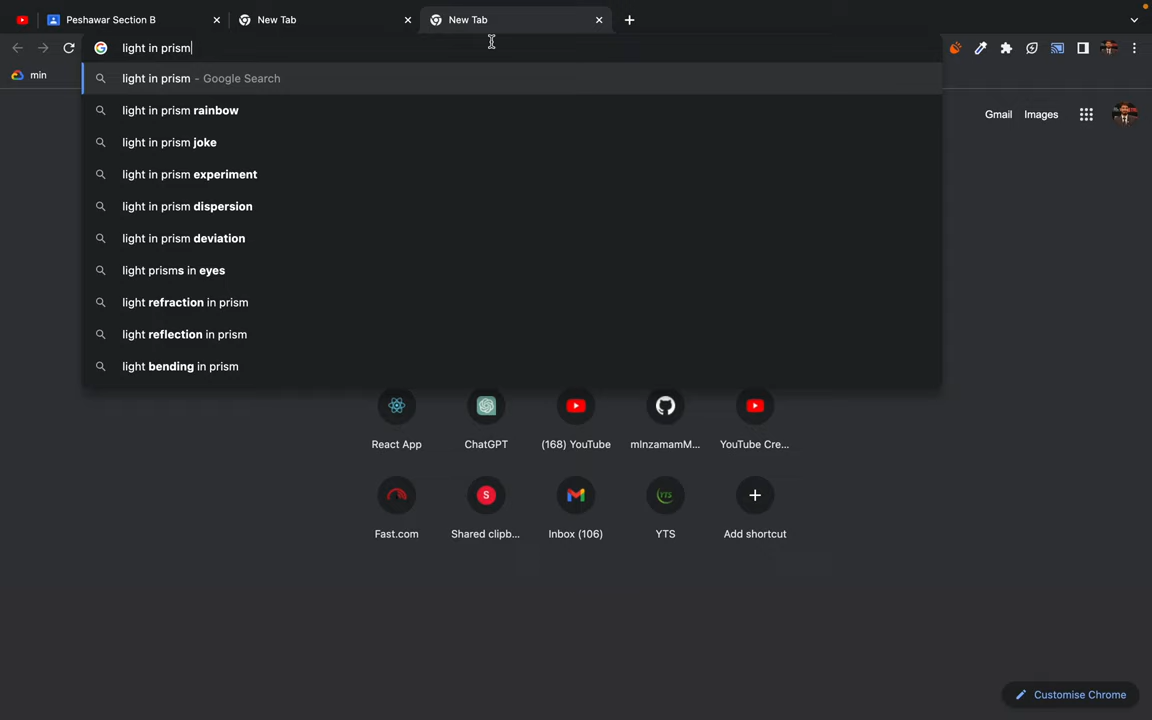 Peshawar Section B
New Tab
New Tab
light in prism
min
light in prism - Google Search
light in prism rainbow
Gmail Images
light in prism joke
light in prism experiment
light in prism dispersion
light in prism deviation
light prisms in eyes
light refraction in prism
light reflection in prism
light bending in prism
React App
ChatGPT
(168) YouTube
mInzamamM...
YouTube Cre...
S
YTS
Fast.com
Shared clipb...
Inbox (106)
YTS
Add shortcut
Customise Chrome